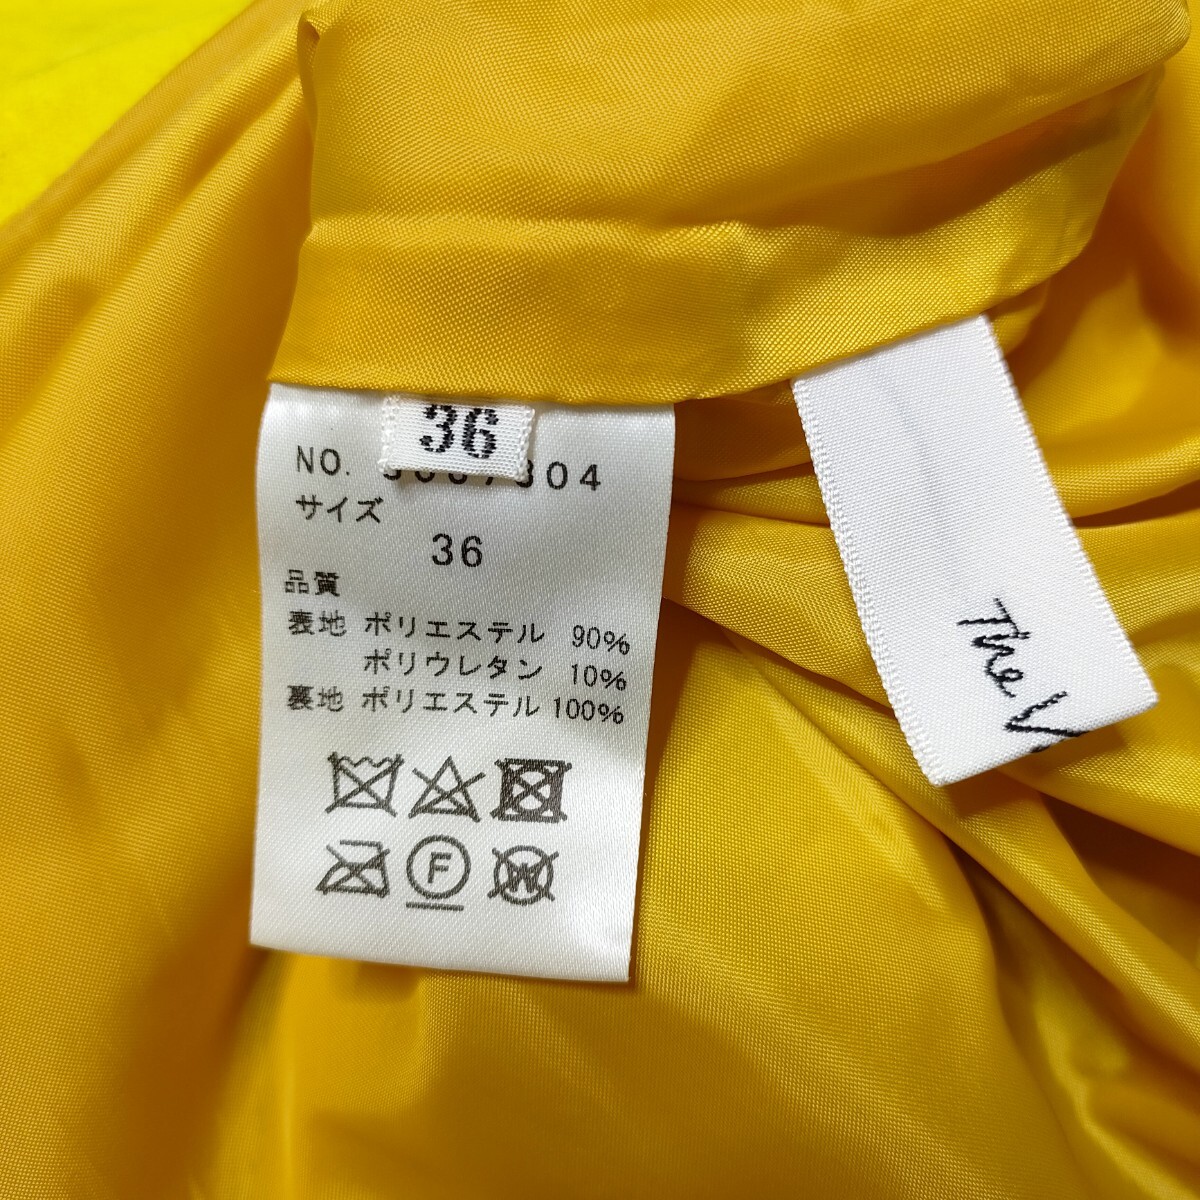 36
NO.
サイズ
36
品質
表地 ポリエステル 90%
ポリウレタン 10%
裏地 ポリエステル 100%
F
W
The